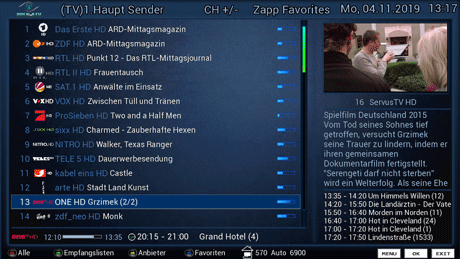 (TV)1 Haupt Sender CH +/- Zapp Favorites Mo, 04.11.2019 13:17
1 Das Erste HD ARD-Mittagsmagazin
2 ZDF HD ARD-Mittagsmagazin
3 RTL HD Punkt 12 - Das RTL-Mittagsjournal
4 RTL II HD Frauentausch
5 SAT.1 HD Anwälte im Einsatz
6 VOX HD Zwischen Tüll und Tränen
7 ProSieben HD Two and a Half Men
8 sixx HD Charmed - Zauberhafte Hexen
9 NITRO HD Walker, Texas Ranger
10 TELE 5 HD Dauerwerbesendung
11 kabel eins HD Castle
12 arte HD Stadt Land Kunst
13 ONE HD Grzimek (2/2)
14 zdf_neo HD Monk
16 ServusTV HD
Spielfilm Deutschland 2015
Vom Tod seines Sohnes tief
getroffen, versucht Grzimek
seine Trauer zu lindern, indem er
ihren gemeinsamen
Dokumentarfilm fertigstellt.
"Serengeti darf nicht sterben"
wird ein Welterfolg. Als seine Ehe
13:35 - 14:20 Um Himmels Willen (12)
14:20 - 15:50 Die Landärztin - Der Vate
15:50 - 16:40 Morden im Norden (11)
16:40 - 17:00 Hot in Cleveland (2)
17:00 - 17:20 Hot in Cleveland (1)
17:20 - 17:50 Lindenstraße (1533)
12:10 13:35 20:15 - 21:00 Grand Hotel (4)
Alle Empfangslisten Anbieter Favoriten 570 Auto 6900 MENU OK EXIT